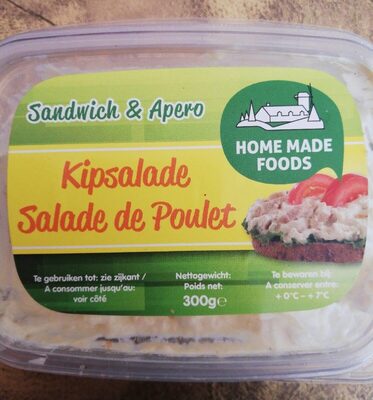 Sandwich & Apero
HOME MADE
FOODS
Kipsalade
Salade de Poulet
Te gebruiken tot: zie zijkant /
A consommer jusqu'au:
voir côté
Nettogewicht:
Poids net:
300g℮
Te bewaren bij:
A conserver entre:
+ 0°C – + 7°C